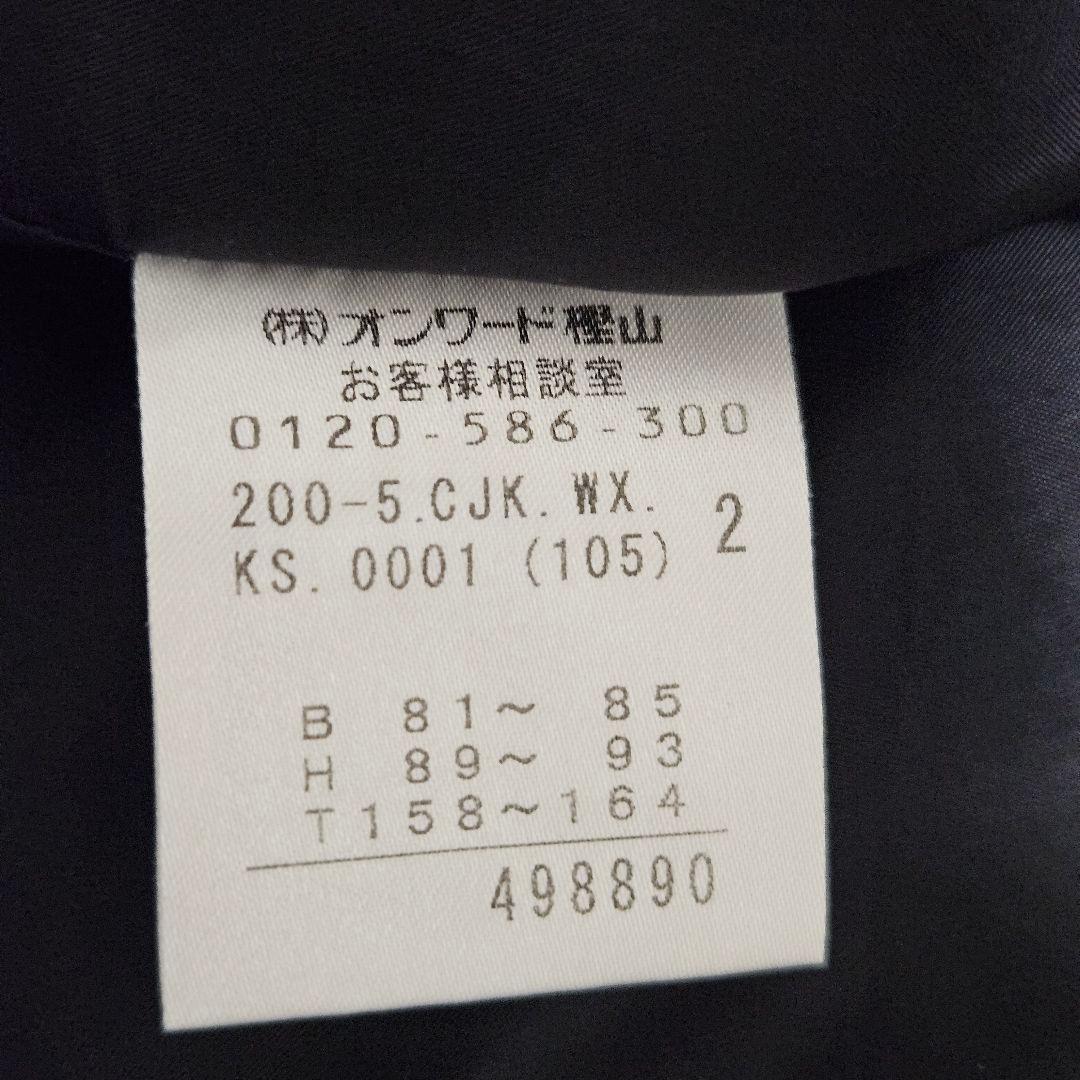 (株)オンワード樫山
お客様相談室
0120-586-300
200-5.CJK.WX.
KS.0001 (105) 2
B 81~ 85
H 89~ 93
T158~164
498890